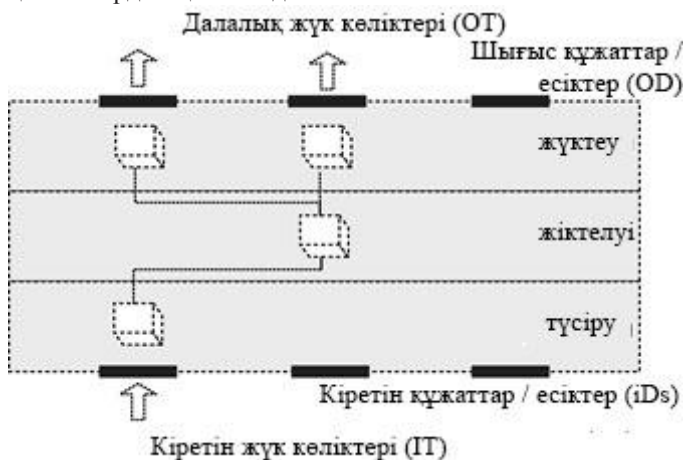 Далалық жүк көліктері (ОТ)
Шығыс құжаттар /
есіктер (OD)
жүктеу
жіктелуі
түсіру
Кіретін құжаттар / есіктер (iDs)
Кіретін жүк көліктері (IT)